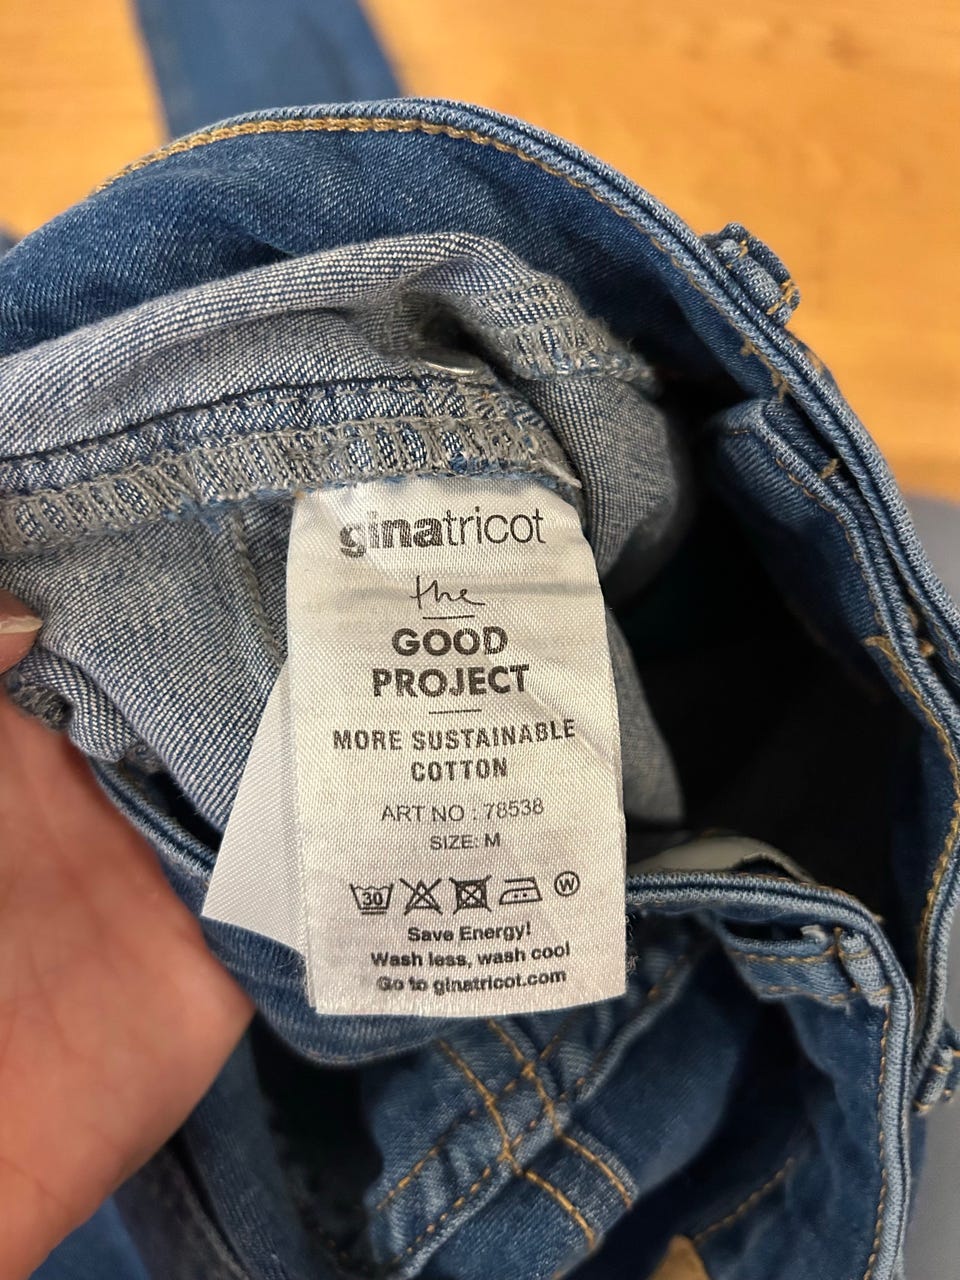 ginatricot
the
GOOD
PROJECT
MORE SUSTAINABLE
COTTON
ART NO : 78538
SIZE: M
30 W
Save Energy!
Wash less, wash cool
Go to ginatricot.com